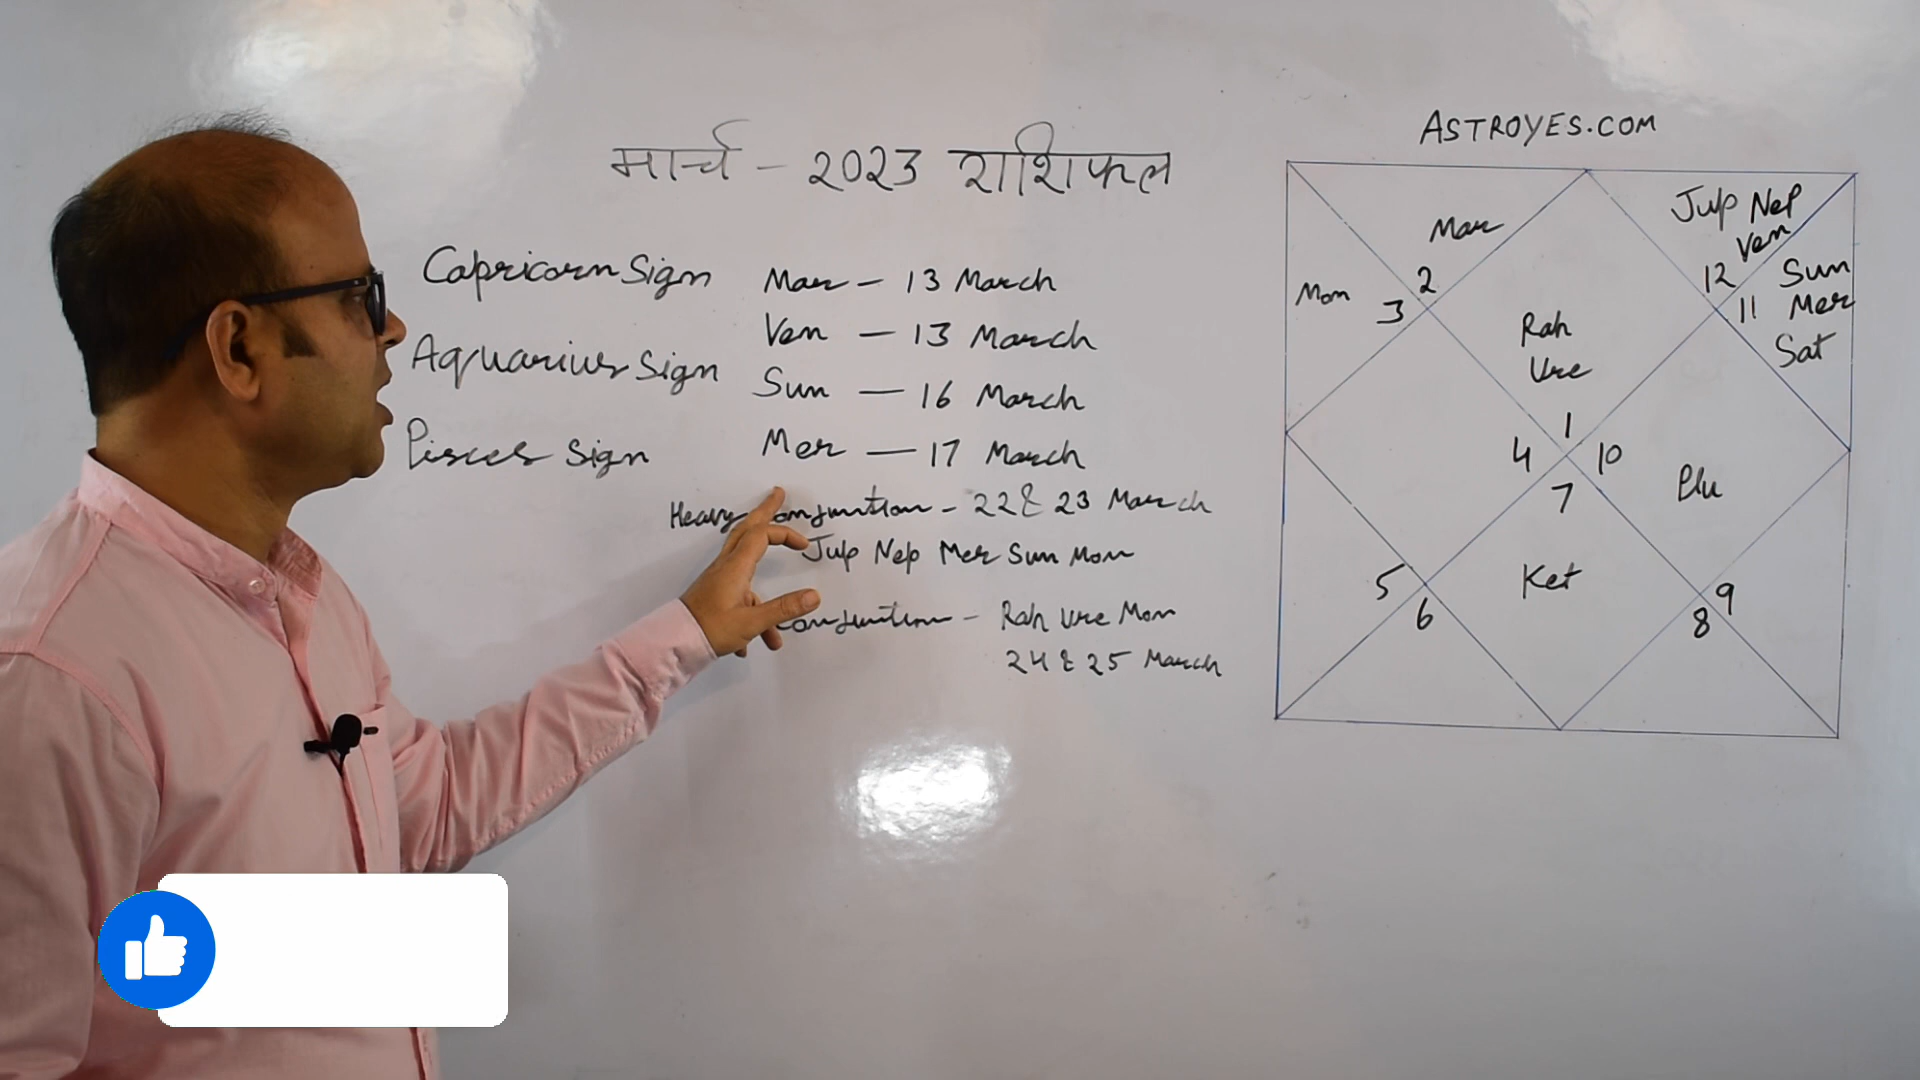 मार्च - २०२३ राशिफल
Capricorn Sign
Aquarius Sign
Pisces Sign
Mar - 13 March
Ven - 13 March
Sun - 16 March
Mer - 17 March
Heavy Conjunction - 22 & 23 March
Jup Nep Mer Sun Mon
Conjunction - Rah Ure Mon
24 & 25 March
ASTROYES.COM
Mar
2
Mon
3
Jup Nep
Ven
12
Sun
11 Mer
Sat
Rah
Ure
1
4
10
7
Plu
Ket
5
6
9
8